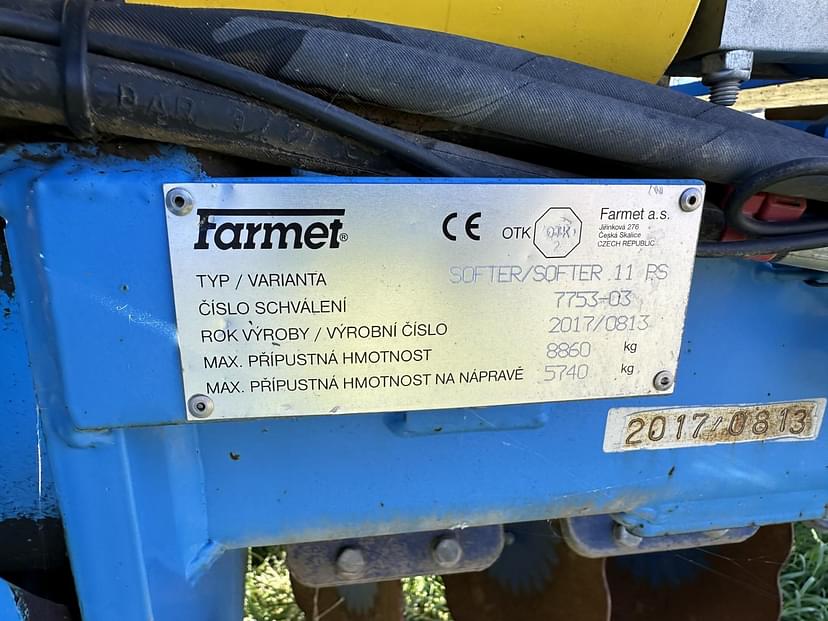 BAR
Farmet®
CE
OTK
Farmet a.s.
Jiřinková 276
Česká Skalice
CZECH REPUBLIC
TYP / VARIANTA SOFTER/SOFTER 11 PS
ČÍSLO SCHVÁLENÍ 7753-03
ROK VÝROBY / VÝROBNÍ ČÍSLO 2017/0813
MAX. PŘÍPUSTNÁ HMOTNOST 8860 kg
MAX. PŘÍPUSTNÁ HMOTNOST NA NÁPRAVĚ 5740 kg
2017/0813